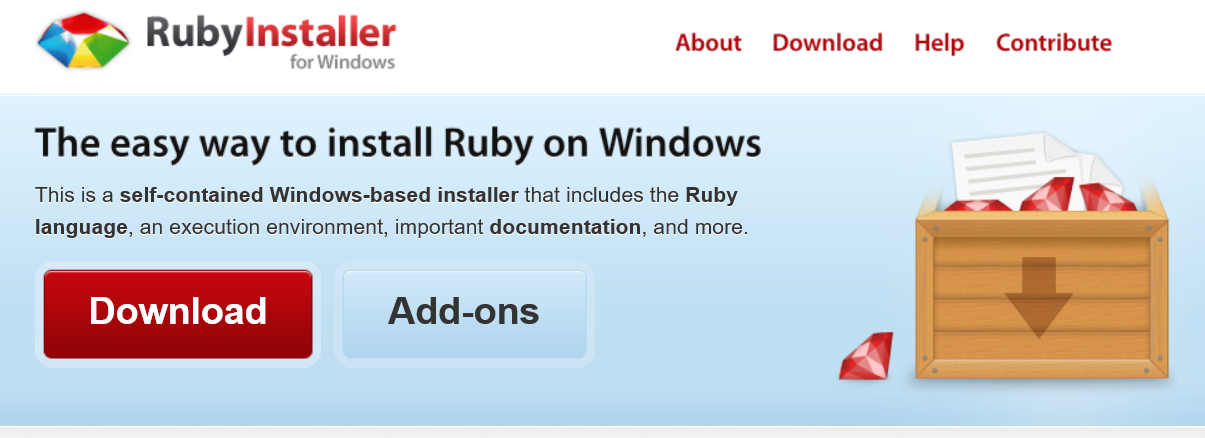 RubyInstaller
for Windows
About Download Help Contribute
The easy way to install Ruby on Windows
This is a self-contained Windows-based installer that includes the Ruby
language, an execution environment, important documentation, and more.
Download Add-ons